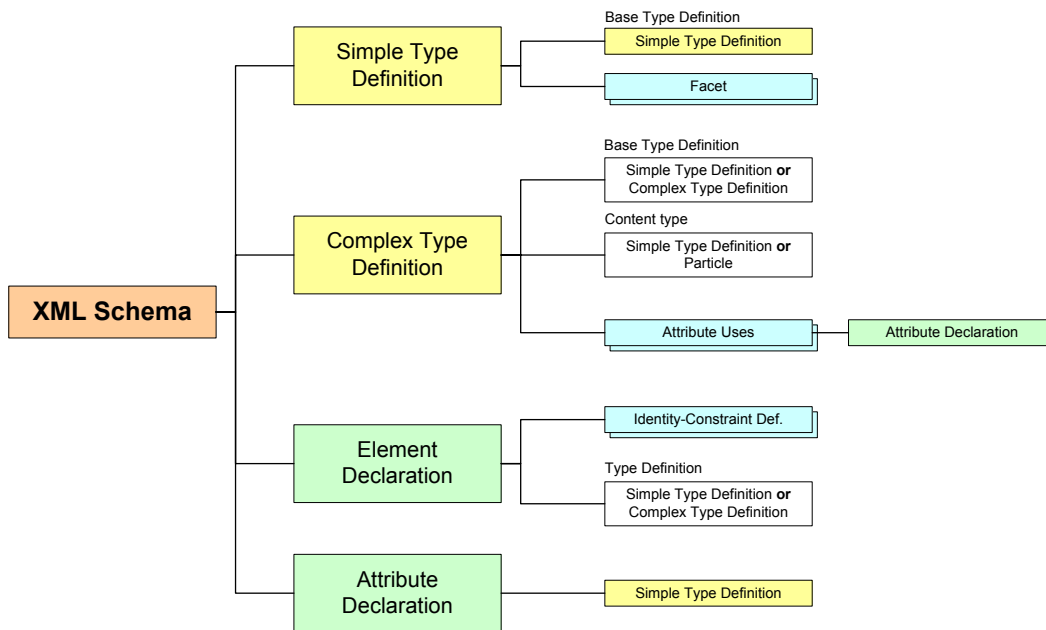 XML Schema
Simple Type
Definition
Base Type Definition
Simple Type Definition
Facet
Complex Type
Definition
Base Type Definition
Simple Type Definition or
Complex Type Definition
Content type
Simple Type Definition or
Particle
Attribute Uses
Attribute Declaration
Element
Declaration
Identity-Constraint Def.
Type Definition
Simple Type Definition or
Complex Type Definition
Attribute
Declaration
Simple Type Definition